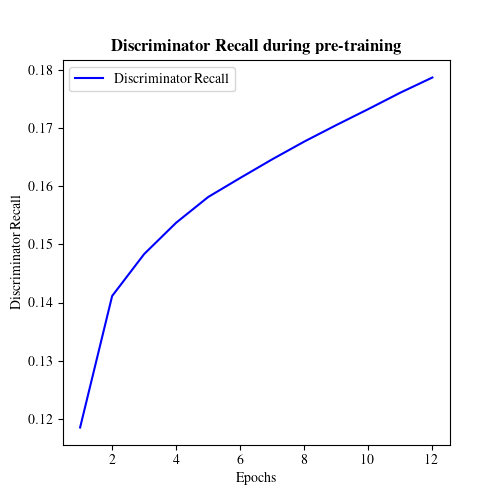 Discriminator Recall during pre-training
Discriminator Recall
0.18
0.17
0.16
0.15
0.14
0.13
0.12
Discriminator Recall
2 4 6 8 10 12
Epochs